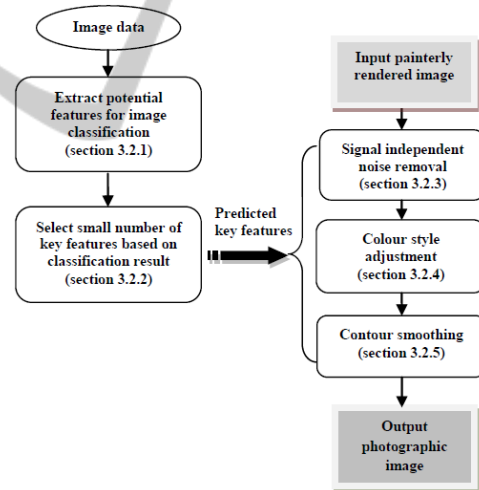 Image data
Extract potential
features for image
classification
(section 3.2.1)
Select small number of
key features based on
classification result
(section 3.2.2)
Predicted
key features
Input painterly
rendered image
Signal independent
noise removal
(section 3.2.3)
Colour style
adjustment
(section 3.2.4)
Contour smoothing
(section 3.2.5)
Output
photographic
image